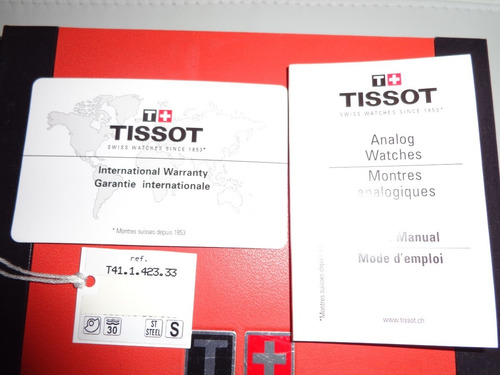 T+
TISSOT
SWISS WATCHES SINCE 1853*
International Warranty
Garantie internationale
* Montres suisses depuis 1853
ref.
T41.1.423.33
30
ST
STEEL
S
T+
TISSOT
SWISS WATCHES SINCE 1853*
Analog
Watches
Montres
analogiques
Manual
Mode d'emploi
*Montres suisses depuis
www.tissot.ch
T+